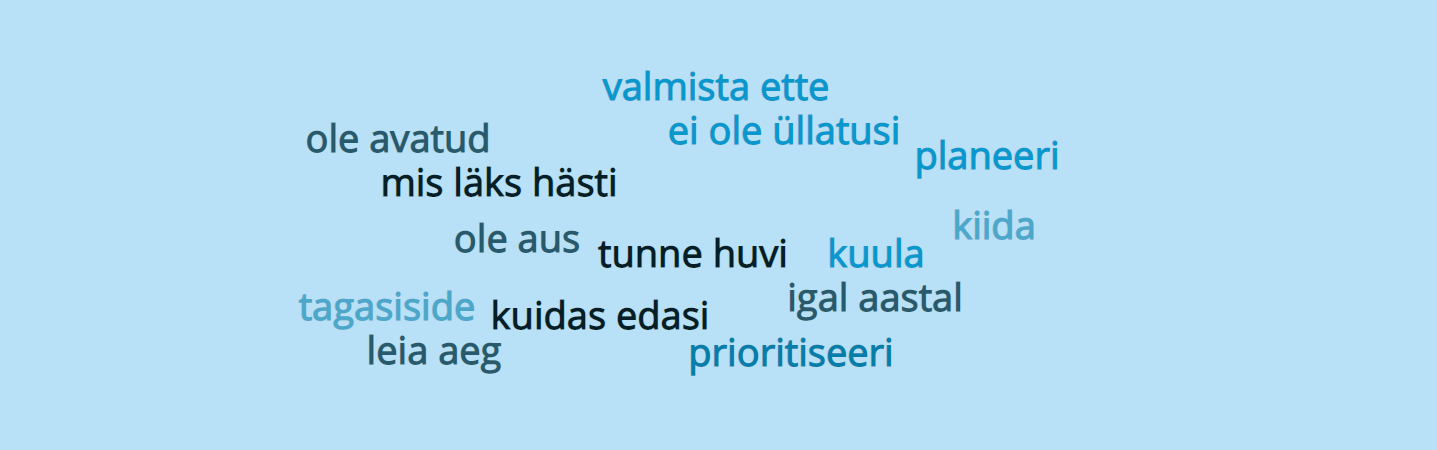 valmista ette
ole avatud
ei ole üllatusi
planeeri
mis läks hästi
kiida
ole aus
tunne huvi
kuula
igal aastal
tagasiside
kuidas edasi
leia aeg
prioritiseeri